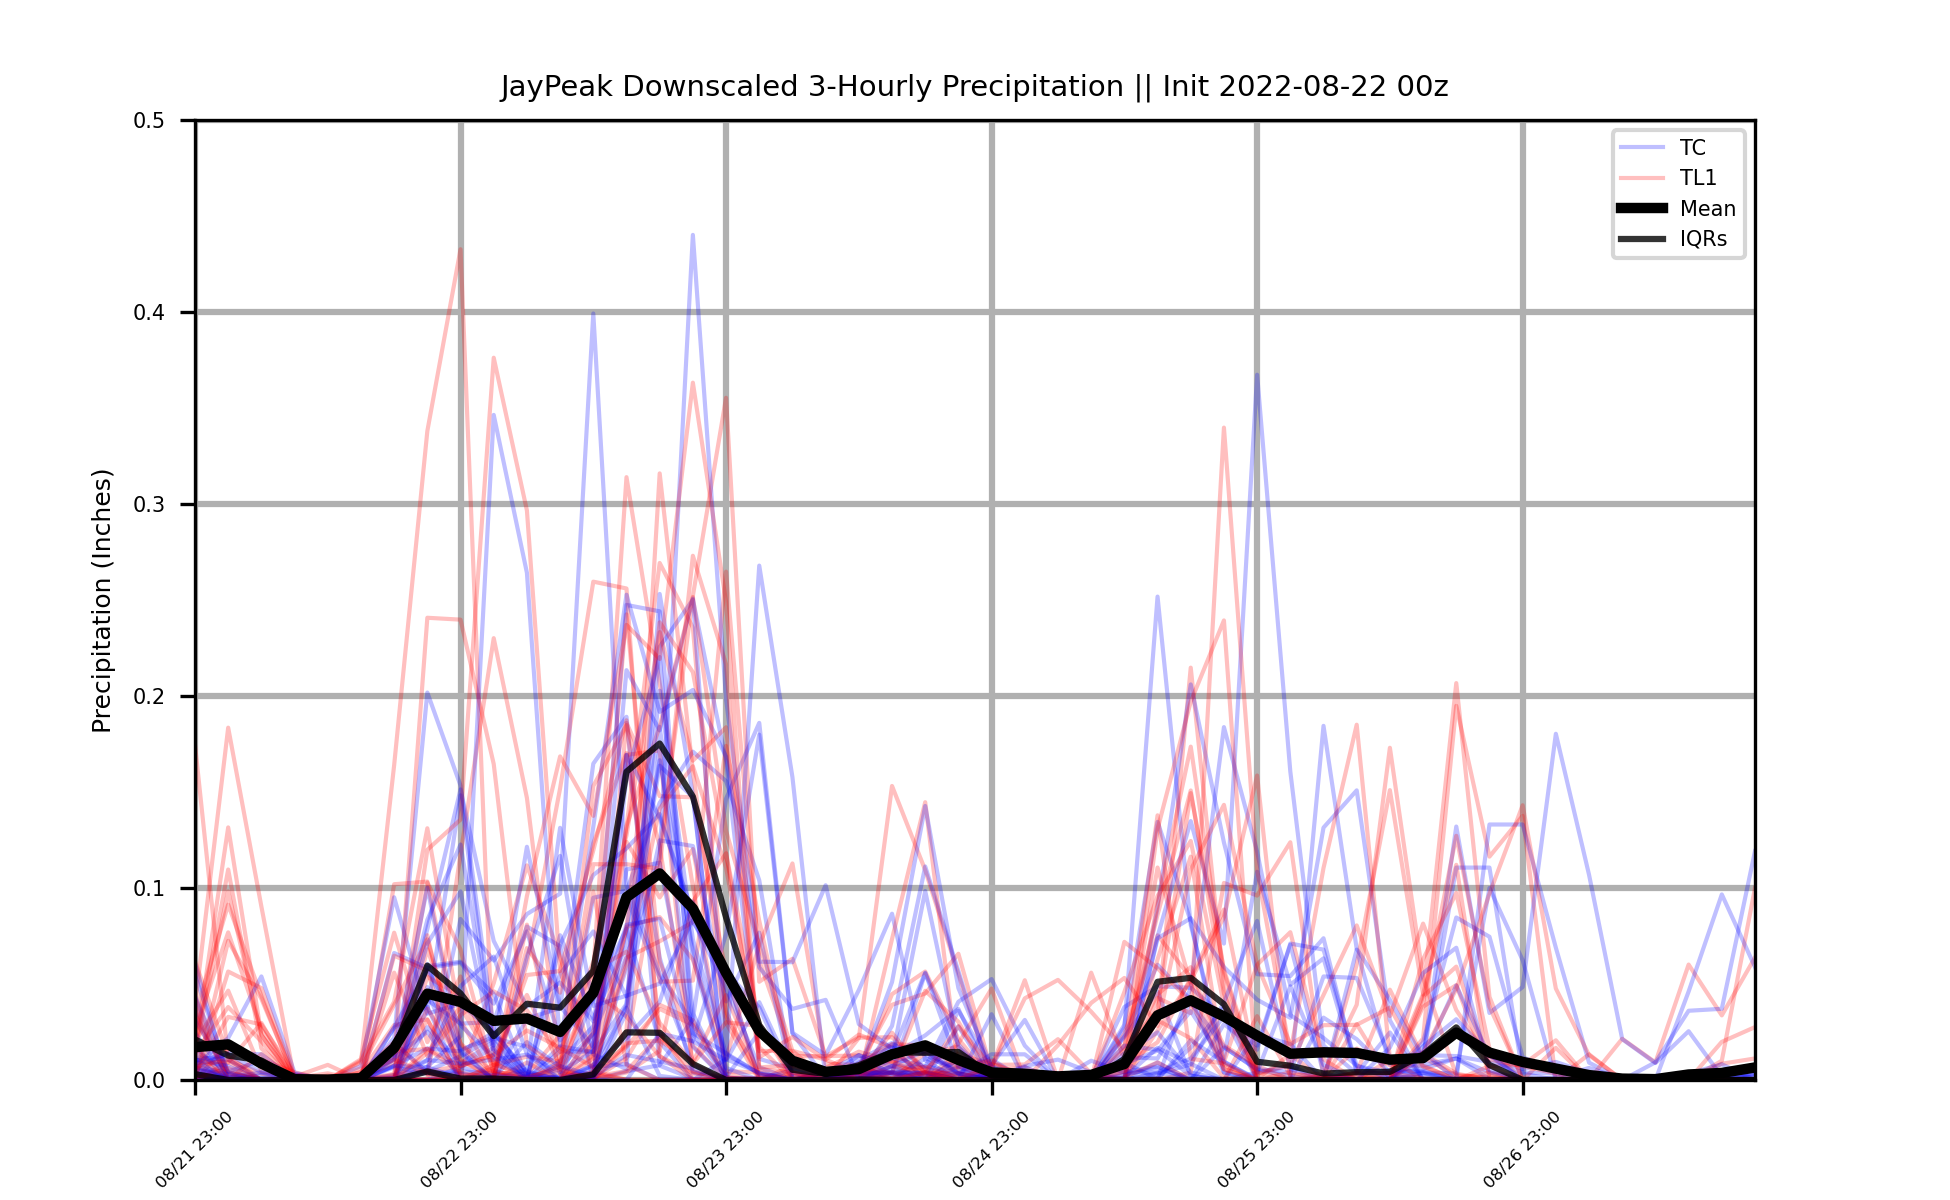 JayPeak Downscaled 3-Hourly Precipitation || Init 2022-08-22 00z
Precipitation (Inches)
0.5
0.4
0.3
0.2
0.1
0.0
TC
TL1
Mean
IQRs
08/21 23:00
08/22 23:00
08/23 23:00
08/24 23:00
08/25 23:00
08/26 23:00